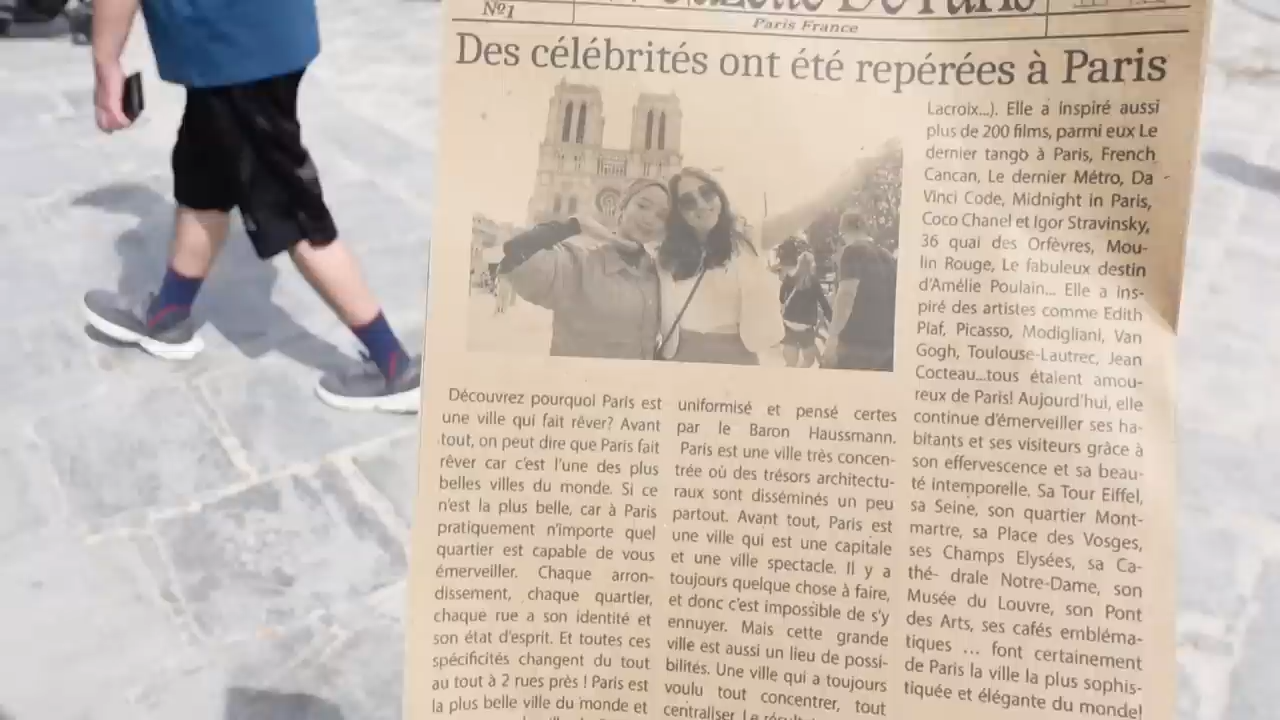 Gazette De Paris
Nº1
Paris France
Des célébrités ont été repérées à Paris
Découvrez pourquoi Paris est
une ville qui fait rêver? Avant
tout, on peut dire que Paris fait
rêver car c'est l'une des plus
belles villes du monde. Si ce
n'est la plus belle, car à Paris
pratiquement n'importe quel
quartier est capable de vous
émerveiller. Chaque arron-
dissement, chaque quartier,
chaque rue a son identité et
son état d'esprit. Et toutes ces
spécificités changent du tout
au tout à 2 rues près ! Paris est
la plus belle ville du monde et
uniformisé et pensé certes
par le Baron Haussmann.
Paris est une ville très concen-
trée où des trésors architectu-
raux sont disséminés un peu
partout. Avant tout, Paris est
une ville qui est une capitale
et une ville spectacle. Il y a
toujours quelque chose à faire,
et donc c'est impossible de s'y
ennuyer. Mais cette grande
ville est aussi un lieu de possi-
bilités. Une ville qui a toujours
voulu tout concentrer, tout
centraliser. Le
Lacroix...). Elle a inspiré aussi
plus de 200 films, parmi eux Le
dernier tango à Paris, French
Cancan, Le dernier Métro, Da
Vinci Code, Midnight in Paris,
Coco Chanel et Igor Stravinsky,
36 quai des Orfèvres, Mou-
lin Rouge, Le fabuleux destin
d'Amélie Poulain... Elle a ins-
piré des artistes comme Edith
Piaf, Picasso, Modigliani, Van
Gogh, Toulouse-Lautrec, Jean
Cocteau...tous étaient amou-
reux de Paris! Aujourd'hui, elle
continue d'émerveiller ses ha-
bitants et ses visiteurs grâce à
son effervescence et sa beau-
té intemporelle. Sa Tour Eiffel,
sa Seine, son quartier Mont-
martre, sa Place des Vosges,
ses Champs Elysées, sa Ca-
thé- drale Notre-Dame, son
Musée du Louvre, son Pont
des Arts, ses cafés embléma-
tiques ... font certainement
de Paris la ville la plus sophis-
tiquée et élégante du monde!